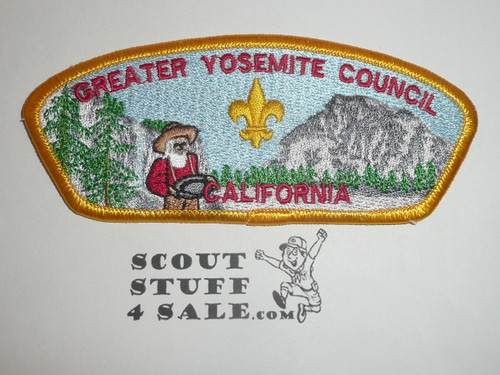 GREATER YOSEMITE COUNCIL
CALIFORNIA
SCOUT
STUFF
4 SALE.com